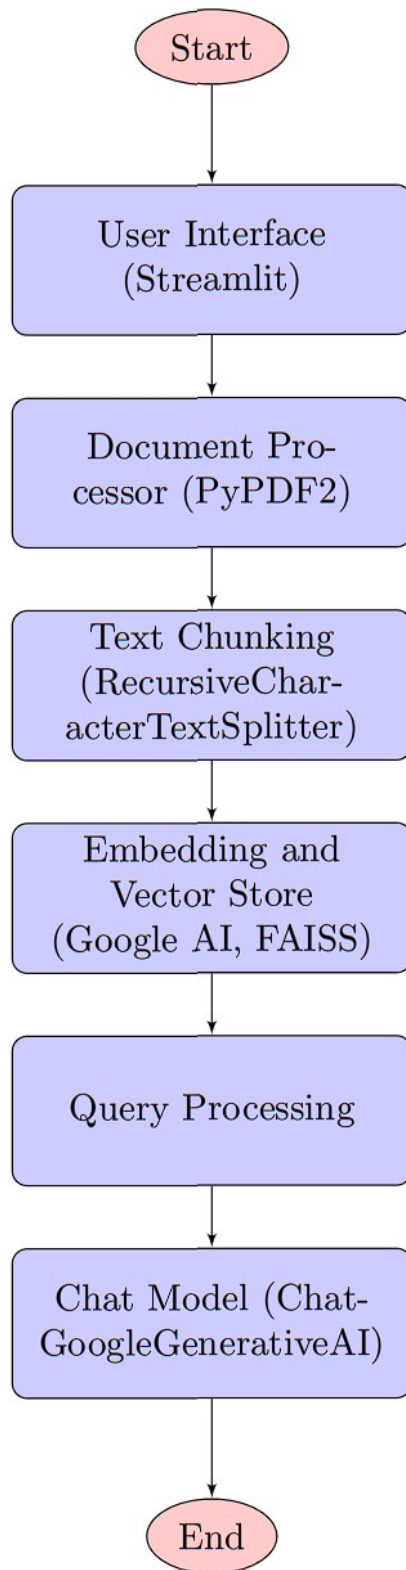 Start
User Interface
(Streamlit)
Document Pro-
cessor (PyPDF2)
Text Chunking
(RecursiveChar-
acterTextSplitter)
Embedding and
Vector Store
(Google AI, FAISS)
Query Processing
Chat Model (Chat-
GoogleGenerativeAI)
End